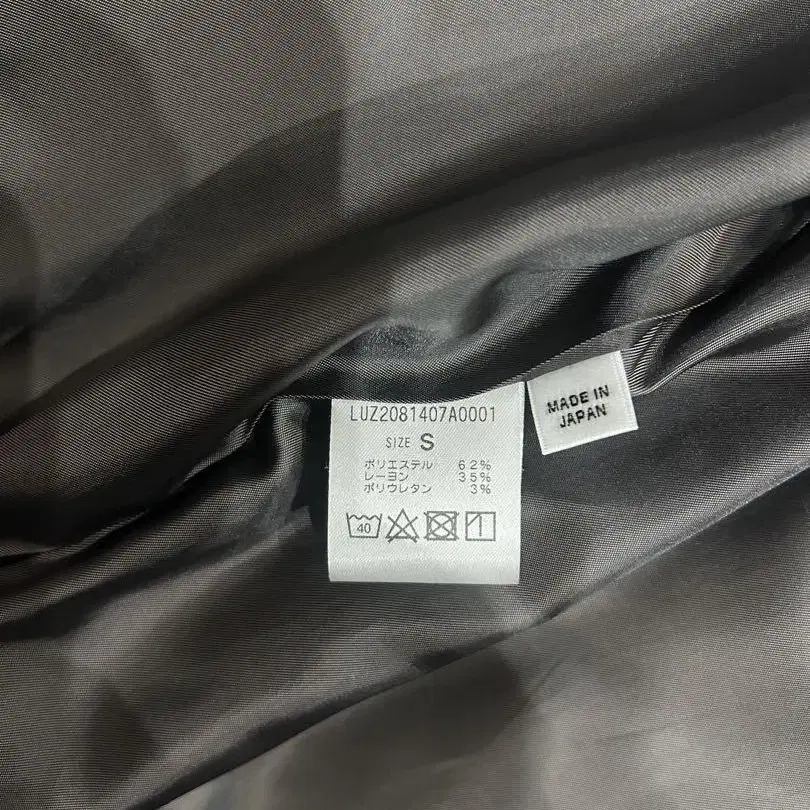 LUZ2081407A0001
SIZE S
ポリエステル 62%
レーヨン 35%
ポリウレタン 3%
40
MADE IN
JAPAN